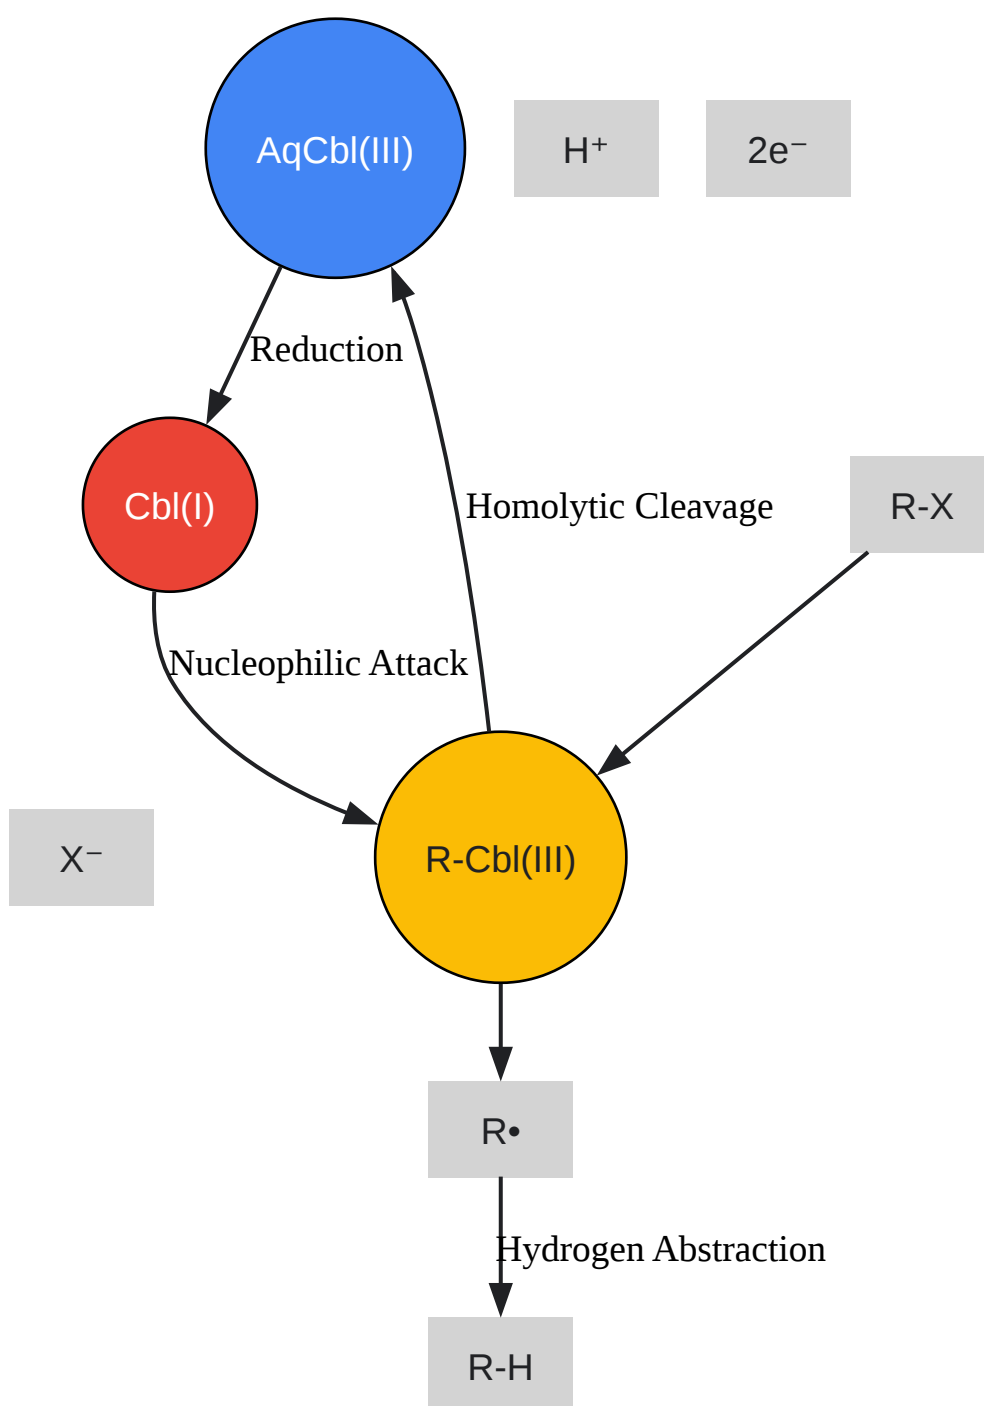 AqCbl(III)
H⁺
2e⁻
Reduction
Cbl(I)
Homolytic Cleavage
R-X
Nucleophilic Attack
X⁻
R-Cbl(III)
R•
Hydrogen Abstraction
R-H